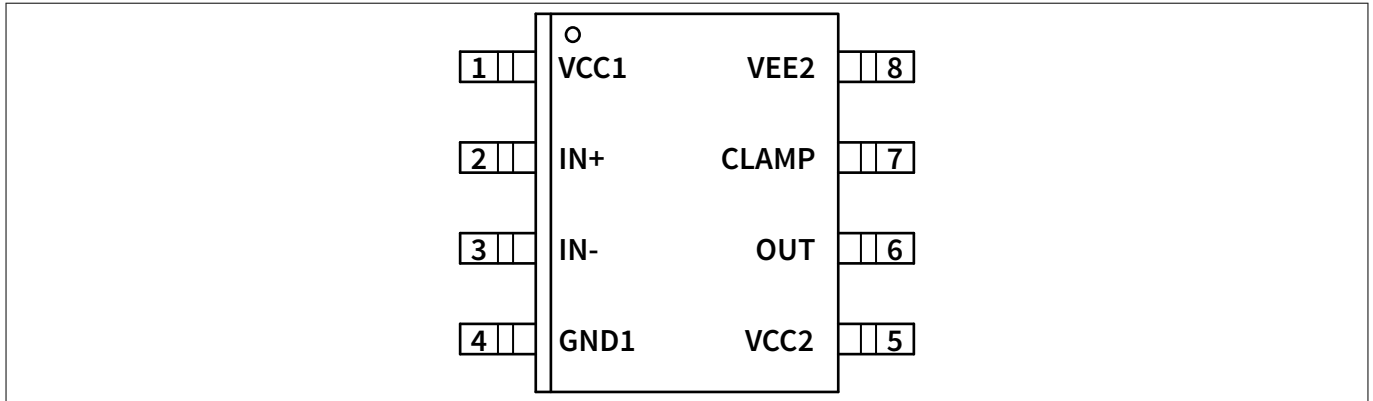 1 VCC1 VEE2 8
2 IN+ CLAMP 7
3 IN- OUT 6
4 GND1 VCC2 5